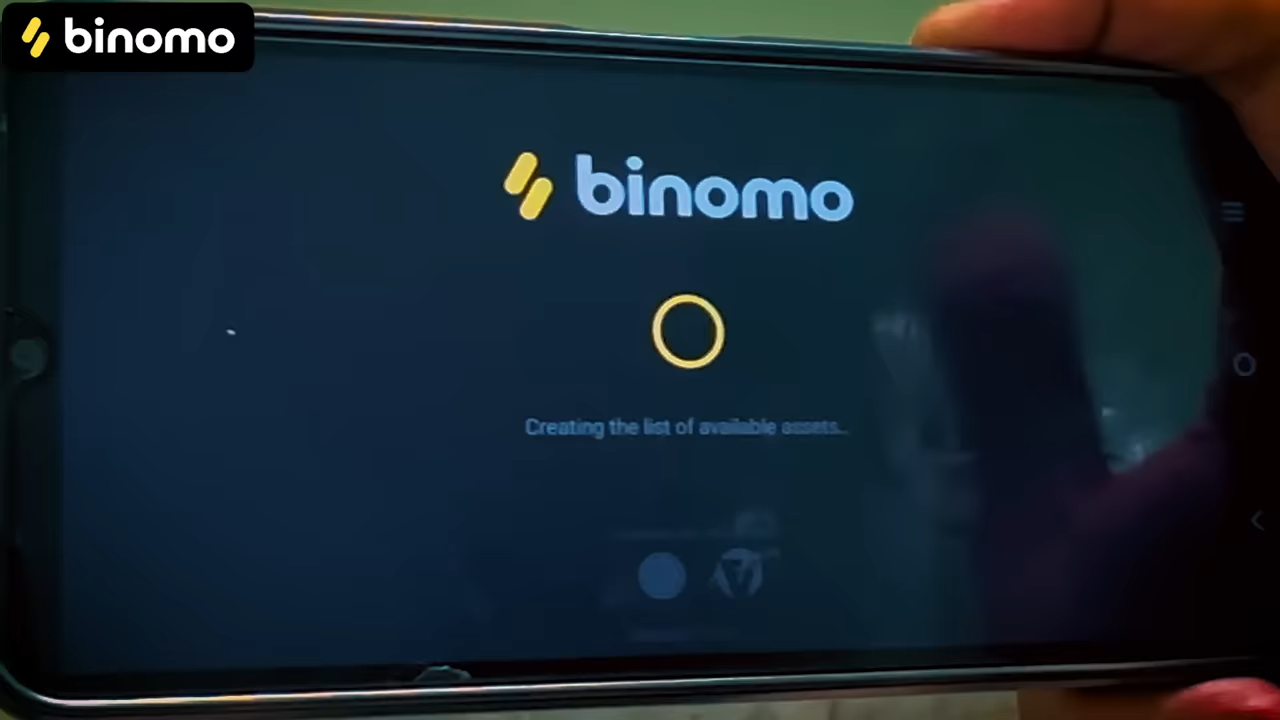 binomo
binomo
Creating the list of available assets..